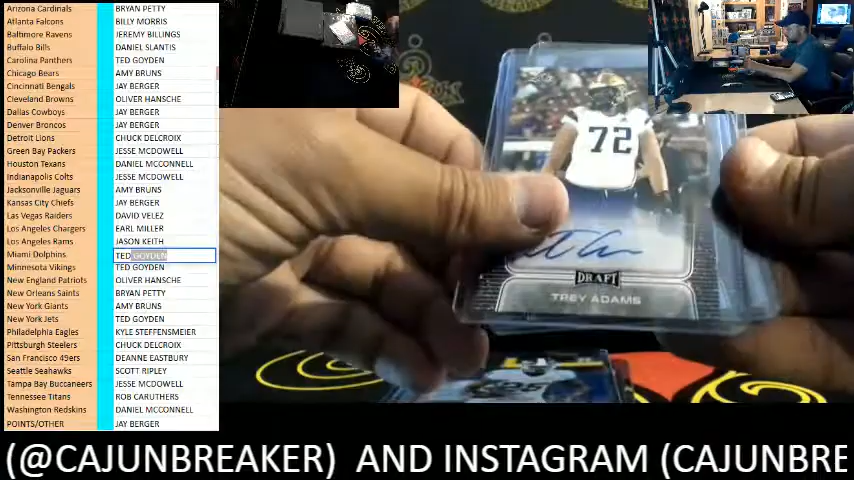 Arizona Cardinals BRYAN PETTY
Atlanta Falcons BILLY MORRIS
Baltimore Ravens JEREMY BILLINGS
Buffalo Bills DANIEL SLANTIS
Carolina Panthers TED GOYDEN
Chicago Bears AMY BRUNS
Cincinnati Bengals JAY BERGER
Cleveland Browns OLIVER HANSCHE
Dallas Cowboys JAY BERGER
Denver Broncos JAY BERGER
Detroit Lions CHUCK DELCROIX
Green Bay Packers JESSE MCDOWELL
Houston Texans DANIEL MCCONNELL
Indianapolis Colts JESSE MCDOWELL
Jacksonville Jaguars AMY BRUNS
Kansas City Chiefs JAY BERGER
Las Vegas Raiders DAVID VELEZ
Los Angeles Chargers EARL MILLER
Los Angeles Rams JASON KEITH
Miami Dolphins TED GOYDEN
Minnesota Vikings TED GOYDEN
New England Patriots OLIVER HANSCHE
New Orleans Saints BRYAN PETTY
New York Giants AMY BRUNS
New York Jets TED GOYDEN
Philadelphia Eagles KYLE STEFFENSMEIER
Pittsburgh Steelers CHUCK DELCROIX
San Francisco 49ers DEANNE EASTBURY
Seattle Seahawks SCOTT RIPLEY
Tampa Bay Buccaneers JESSE MCDOWELL
Tennessee Titans ROB CARUTHERS
Washington Redskins DANIEL MCCONNELL
POINTS/OTHER JAY BERGER
72
DRAFT
TREY ADAMS
(@CAJUNBREAKER) AND INSTAGRAM (CAJUNBRE